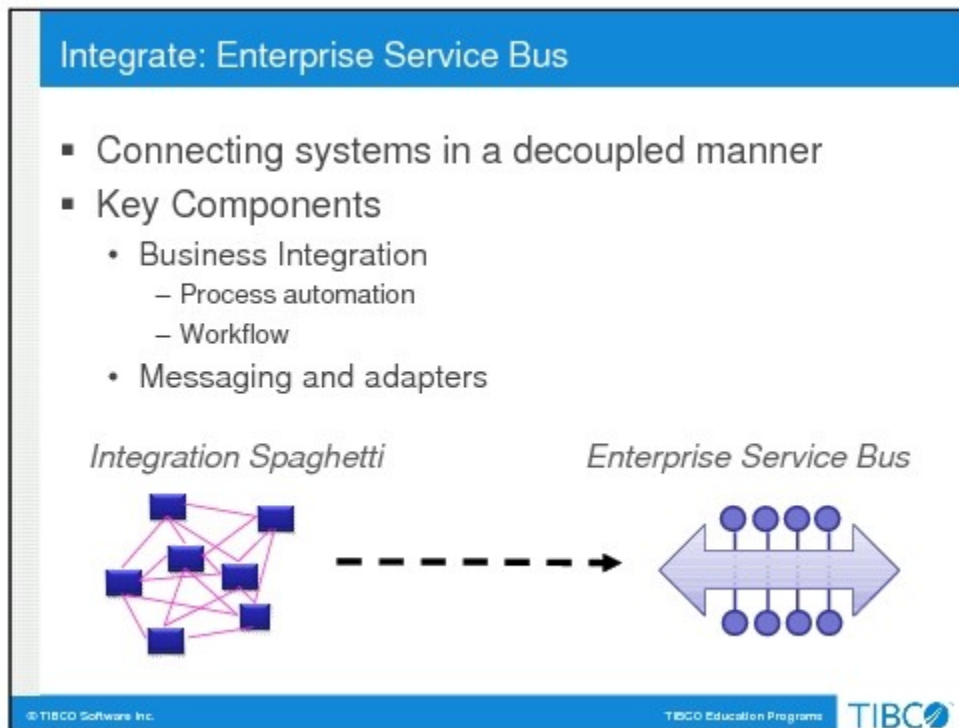 Integrate: Enterprise Service Bus
▪ Connecting systems in a decoupled manner
▪ Key Components
• Business Integration
– Process automation
– Workflow
• Messaging and adapters
Integration Spaghetti
Enterprise Service Bus
© TIBCO Software Inc.
TIBCO Education Programs
TIBCO